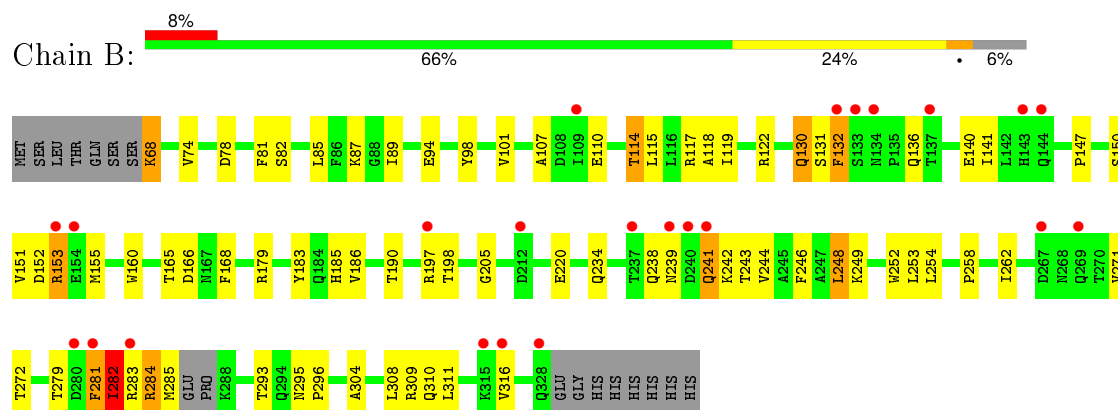 8%
Chain B:
66% 24% • 6%
MET SER LEU THR GLN SER SER K68 V74 D78 F81 S82 L85 F86 K87 G88 I89 E94 Y98 V101 A107 D108 I109 E110 T114 L115 L116 R117 A118 I119 R122 Q130 S131 F132 S133 N134 P135 Q136 T137 E140 I141 L142 H143 Q144 P147 S150
V151 D152 R153 E154 M155 W160 T165 D166 N167 F168 R179 Y183 Q184 H185 V186 T190 R197 T198 G205 D212 E220 Q234 T237 Q238 N239 D240 Q241 K242 T243 V244 A245 F246 A247 L248 K249 W252 L253 L254 P258 I262 D267 N268 Q269 T270 V271
T272 T279 D280 F281 I282 R283 R284 M285 GLU PRO K288 T293 Q294 N295 P296 A304 L308 R309 Q310 L311 K315 V316 Q328 GLU GLY HIS HIS HIS HIS HIS HIS